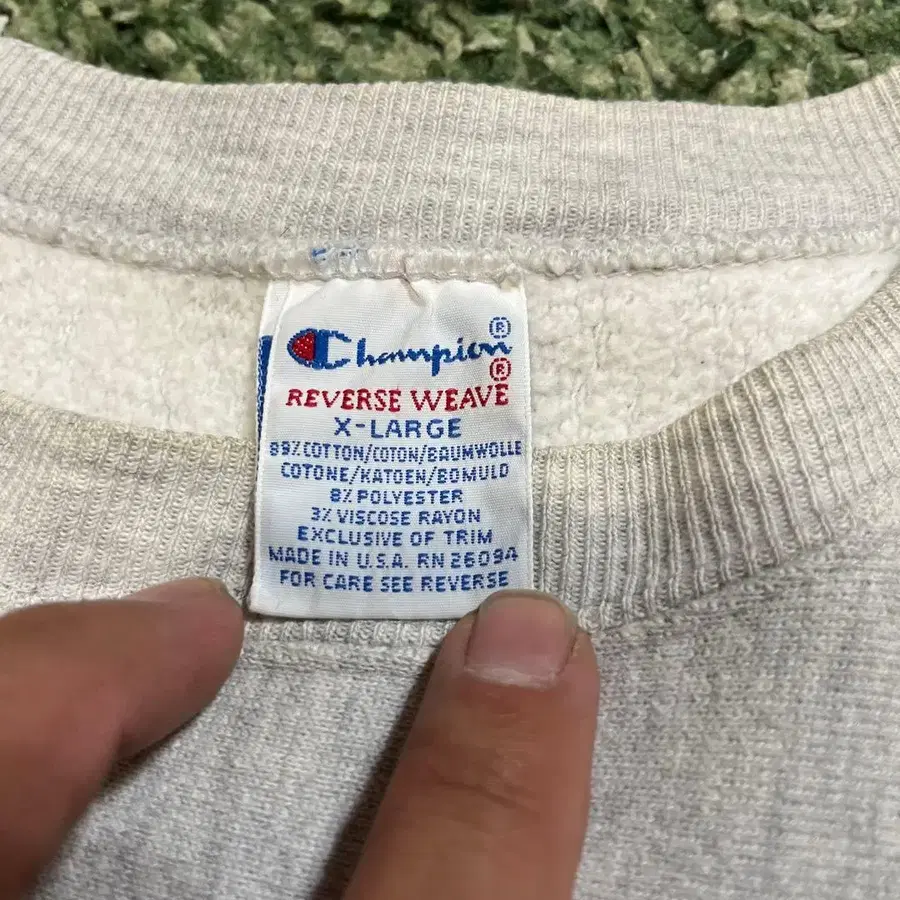 Champion®
REVERSE WEAVE®
X-LARGE
89% COTTON/COTON/BAUMWOLLE
COTONE/KATOEN/BOMULD
8% POLYESTER
3% VISCOSE RAYON
EXCLUSIVE OF TRIM
MADE IN U.S.A. RN 26094
FOR CARE SEE REVERSE